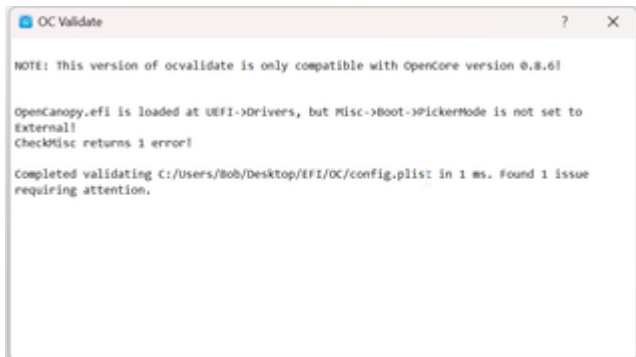 OC Validate ? ×
NOTE: This version of ocvalidate is only compatible with OpenCore version 0.8.6!
OpenCanopy.efi is loaded at UEFI->Drivers, but Misc->Boot->PickerMode is not set to
External!
CheckMisc returns 1 error!
Completed validating C:/Users/Bob/Desktop/EFI/OC/config.plist in 1 ms. Found 1 issue
requiring attention.